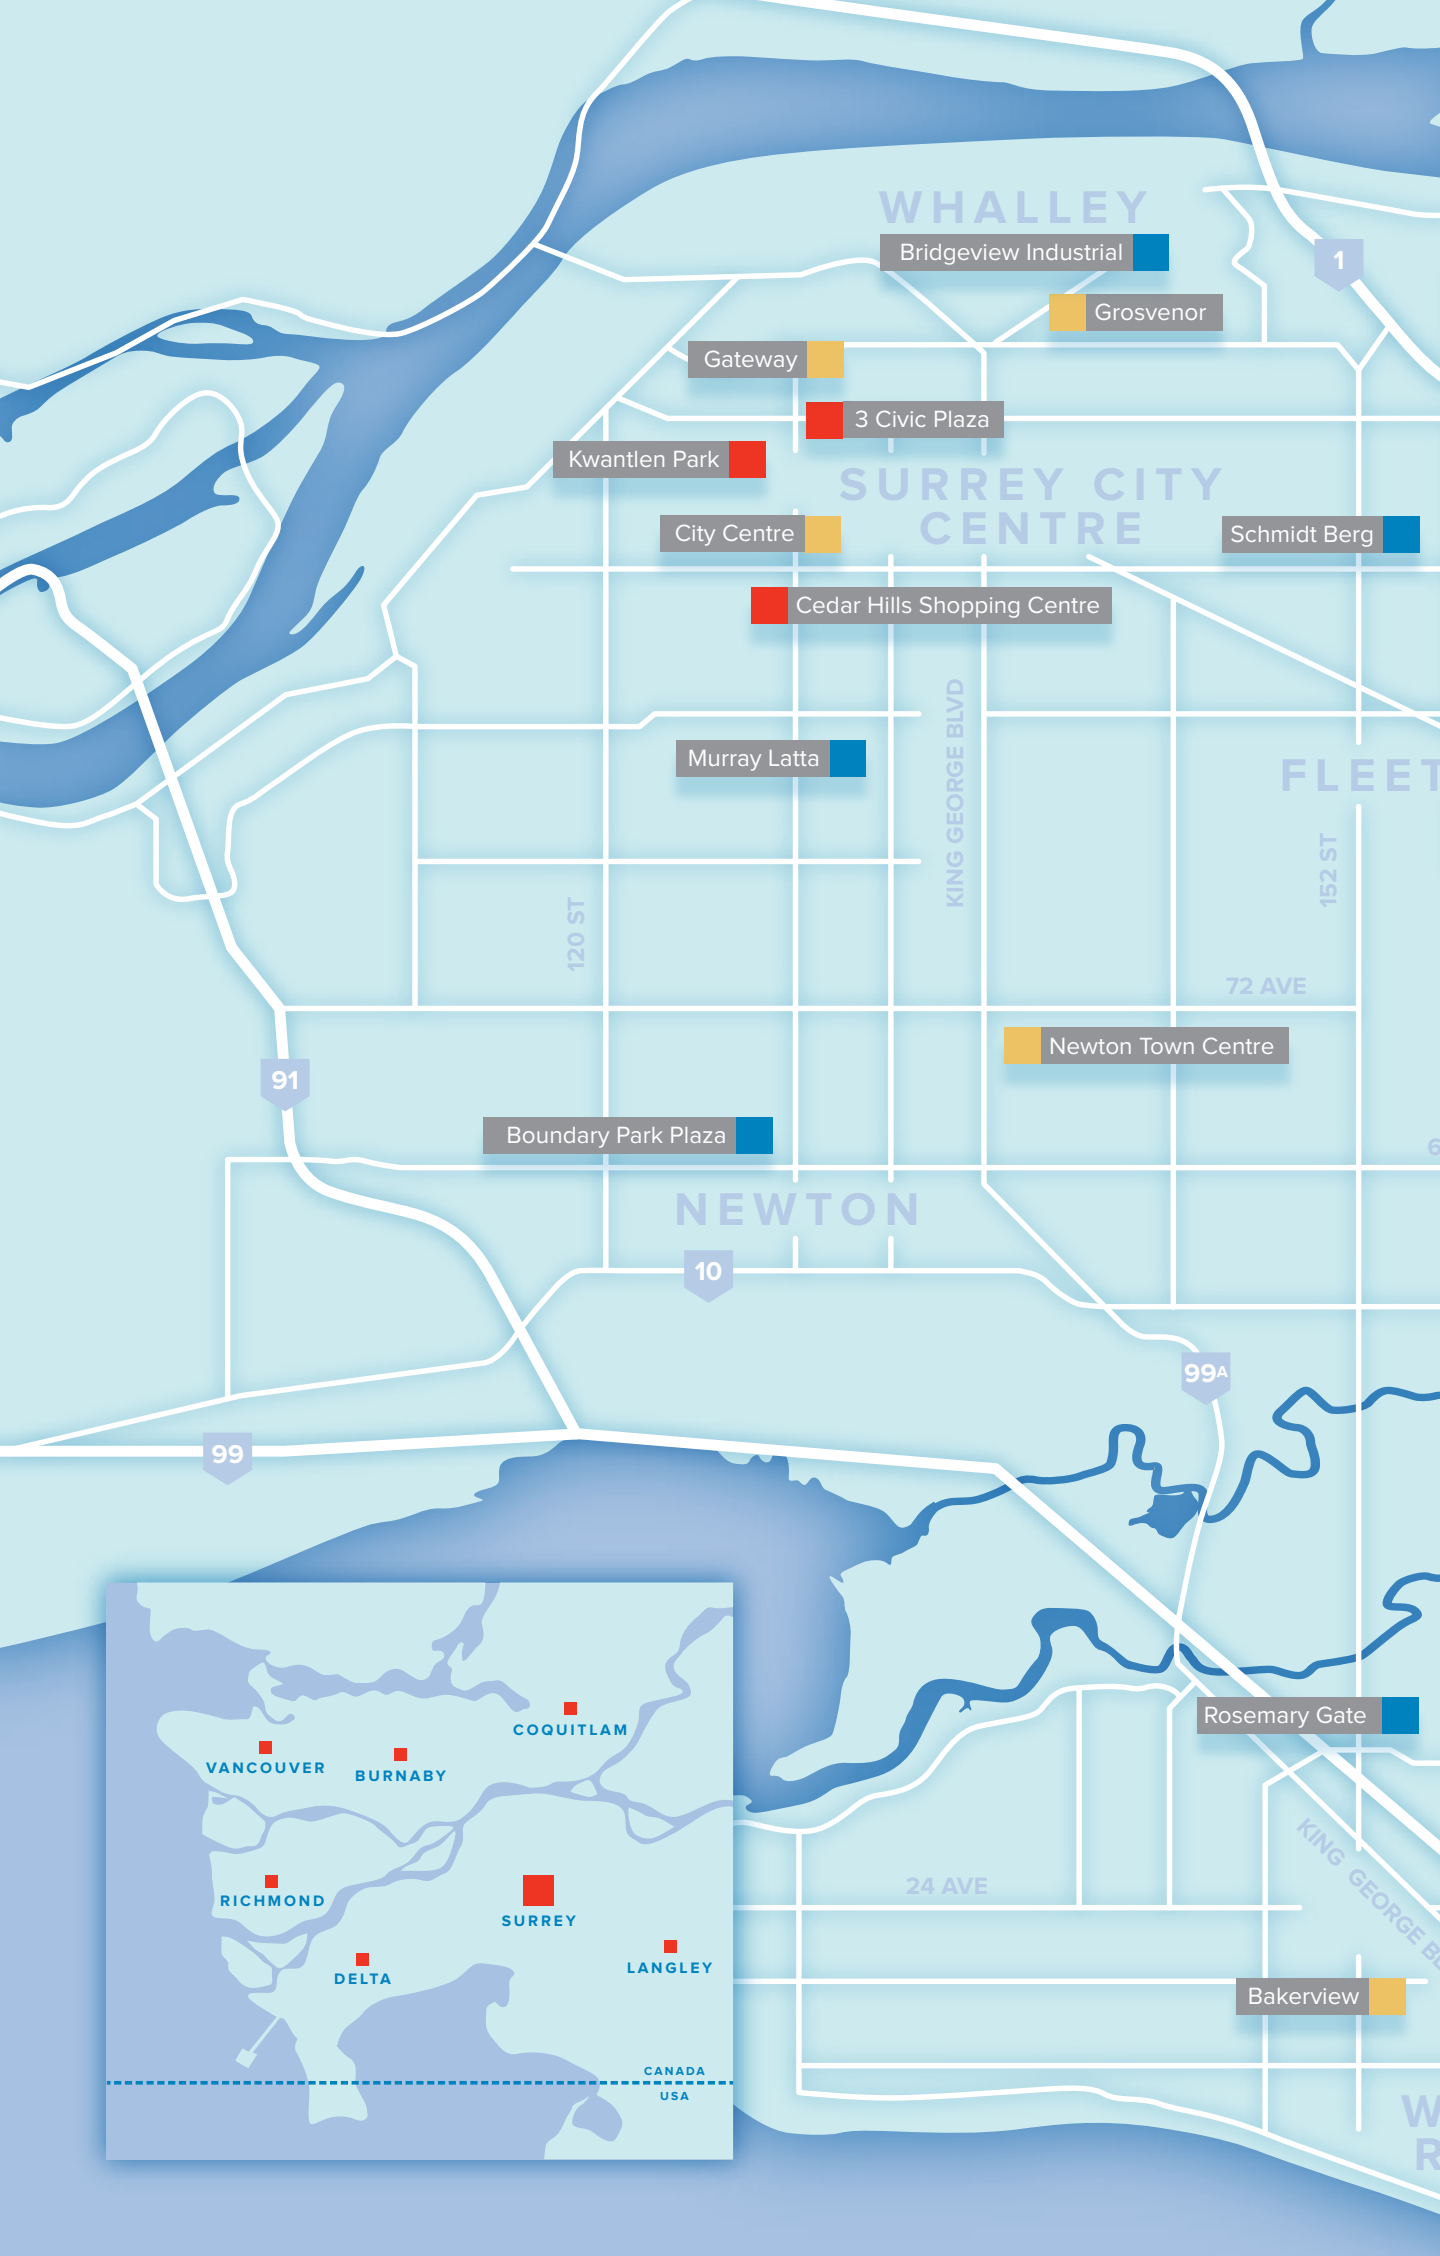 WHALLEY
Bridgeview Industrial
1
Grosvenor
Gateway
3 Civic Plaza
Kwantlen Park
SURREY CITY
CENTRE
City Centre
Schmidt Berg
Cedar Hills Shopping Centre
KING GEORGE BLVD
Murray Latta
FLEET
152 ST
120 ST
72 AVE
Newton Town Centre
91
Boundary Park Plaza
6
NEWTON
10
99A
99
Rosemary Gate
COQUITLAM
VANCOUVER
BURNABY
KING GEORGE BL
24 AVE
RICHMOND
SURREY
LANGLEY
DELTA
Bakerview
CANADA
USA
W
R